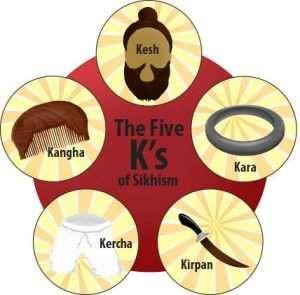 Kesh
The Five
K's
of Sikhism
Kangha
Kara
Kercha
Kirpan